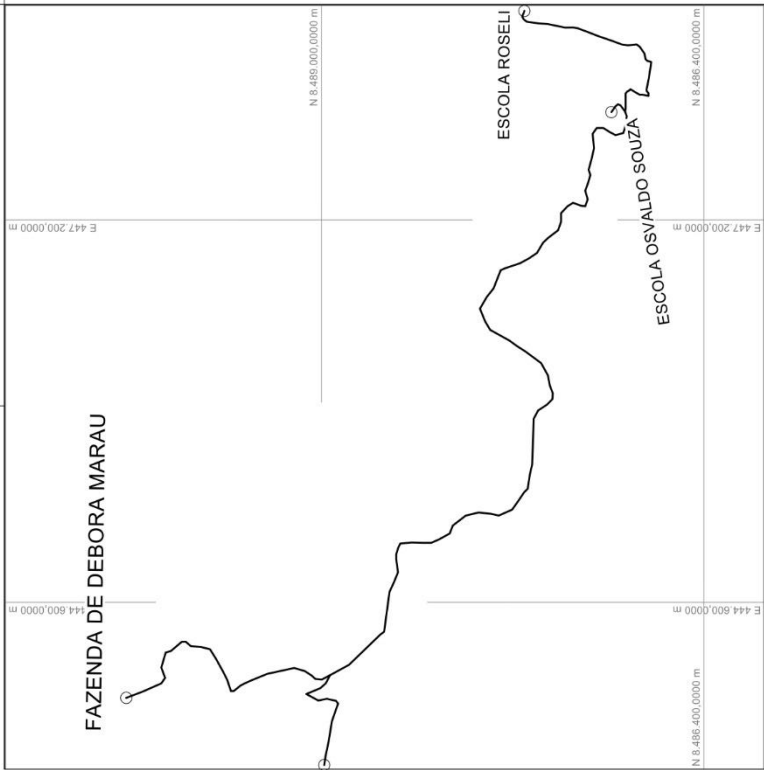 N 8.489.000,0000 m
N 8.486.400,0000 m
ESCOLA ROSELI
ESCOLA OSVALDO SOUZA
E 447.200,0000 m
E 447.200,0000 m
FAZENDA DE DEBORA MARAU
144.600,0000 m
E 444.600,0000 m
N 8.486.400,0000 m